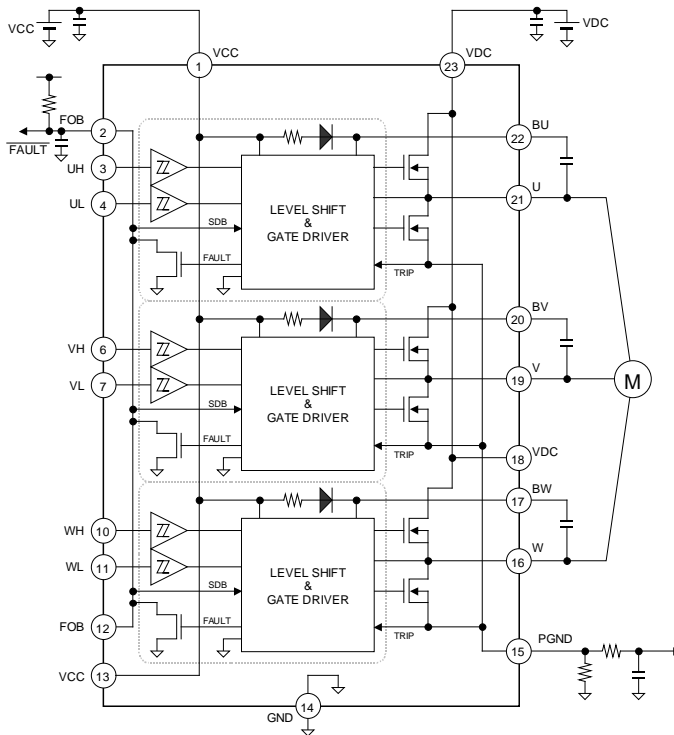 VCC
VDC
VCC
VDC
1
23
FOB
2
FAULT
BU
22
UH
3
UL
4
LEVEL SHIFT
&
GATE DRIVER
U
21
SDB
FAULT
TRIP
BV
20
VH
6
VL
7
LEVEL SHIFT
&
GATE DRIVER
V
19
M
SDB
FAULT
TRIP
VDC
18
BW
17
WH
10
WL
11
LEVEL SHIFT
&
GATE DRIVER
W
16
SDB
FOB
12
FAULT
TRIP
PGND
15
VCC
13
GND
14